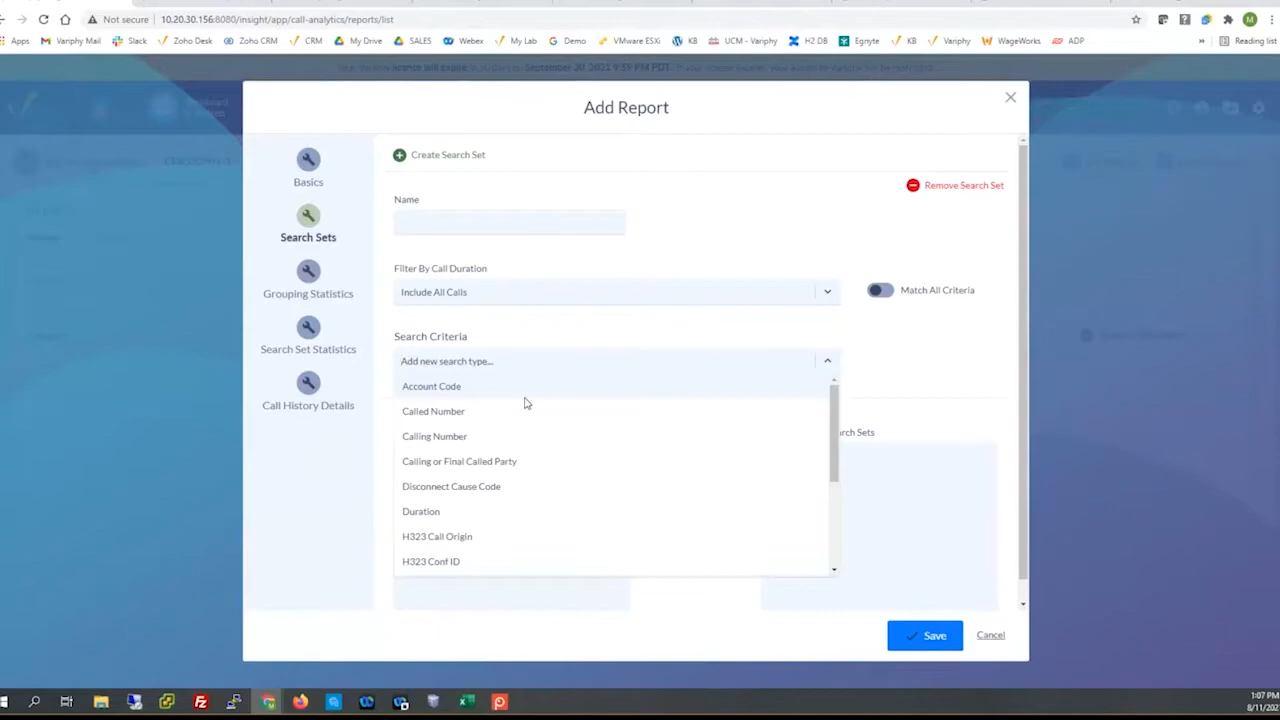 Not secure | 10.20.30.156:8080/insight/app/call-analytics/reports/list
M
Apps Variphy Mail Slack Zoho Desk Zoho CRM CRM My Drive SALES Webex My Lab Demo VMware ESXi KB UCM - Variphy H2 DB Egnyte KB Variphy WageWorks ADP » Reading list
Add Report
Create Search Set
Remove Search Set
Basics
Search Sets
Grouping Statistics
Search Set Statistics
Call History Details
Name
Filter By Call Duration
Include All Calls
Match All Criteria
Search Criteria
Add new search type...
Account Code
Called Number
Calling Number
Calling or Final Called Party
Disconnect Cause Code
Duration
H323 Call Origin
H323 Conf ID
arch Sets
Save
Cancel
1:07 PM
8/11/202